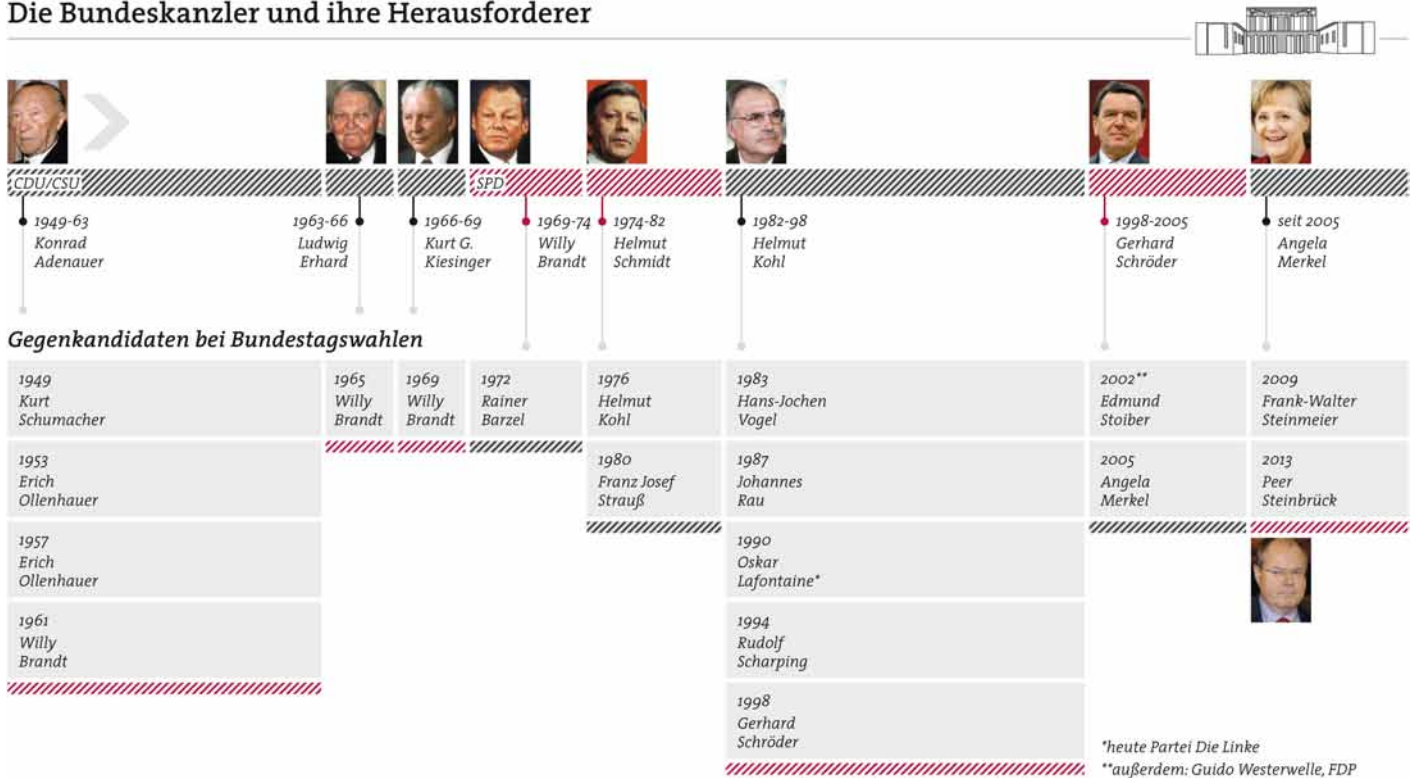 Die Bundeskanzler und ihre Herausforderer
CDU/CSU
SPD
1949-63
Konrad
Adenauer
1963-66
Ludwig
Erhard
1966-69
Kurt G.
Kiesinger
1969-74
Willy
Brandt
1974-82
Helmut
Schmidt
1982-98
Helmut
Kohl
1998-2005
Gerhard
Schröder
seit 2005
Angela
Merkel
Gegenkandidaten bei Bundestagswahlen
1949
Kurt
Schumacher
1953
Erich
Ollenhauer
1957
Erich
Ollenhauer
1961
Willy
Brandt
1965
Willy
Brandt
1969
Willy
Brandt
1972
Rainer
Barzel
1976
Helmut
Kohl
1980
Franz Josef
Strauß
1983
Hans-Jochen
Vogel
1987
Johannes
Rau
1990
Oskar
Lafontaine*
1994
Rudolf
Scharping
1998
Gerhard
Schröder
2002**
Edmund
Stoiber
2005
Angela
Merkel
2009
Frank-Walter
Steinmeier
2013
Peer
Steinbrück
*heute Partei Die Linke
**außerdem: Guido Westerwelle, FDP